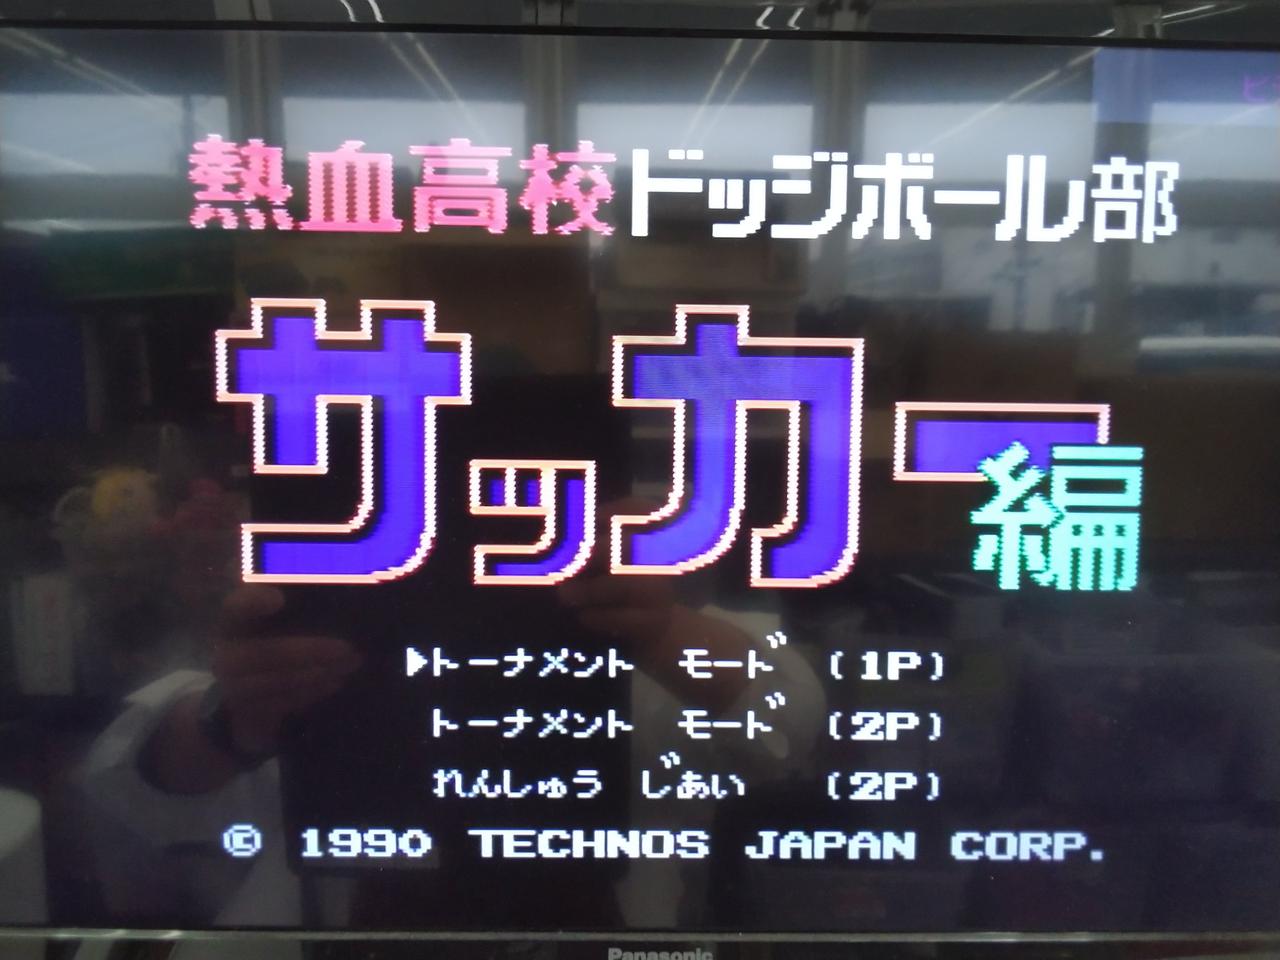 熱血高校ドッジボール部
サッカー編
▶トーナメント モード (1P)
トーナメント モード (2P)
れんしゅう じあい (2P)
© 1990 TECHNOS JAPAN CORP.
Panasonic